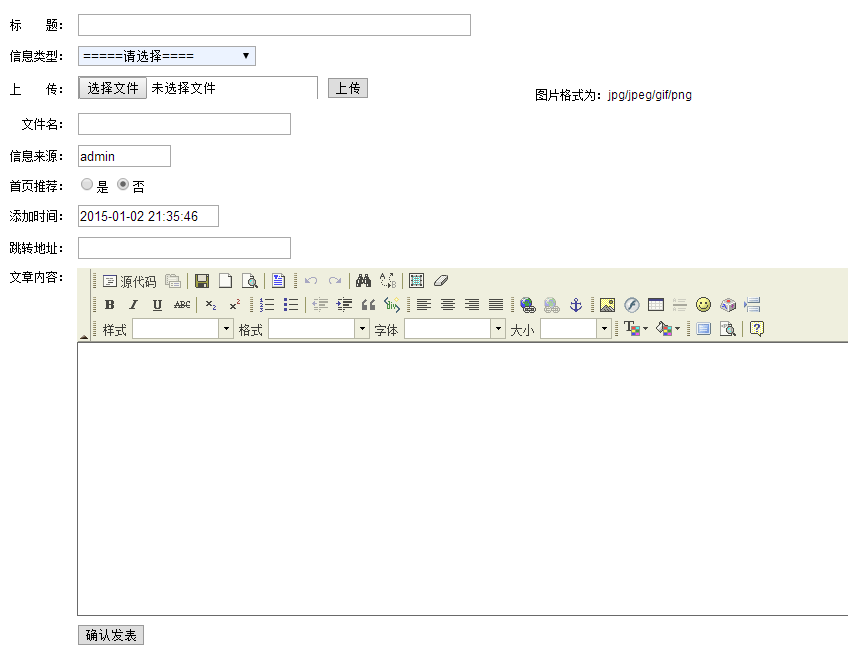 标 题：
信息类型： =====请选择====
上 传： 选择文件 未选择文件 上传 图片格式为：jpg/jpeg/gif/png
文件名：
信息来源： admin
首页推荐： 是 否
添加时间： 2015-01-02 21:35:46
跳转地址：
文章内容： 源代码
B I U ABC X₂ X²
样式 格式 字体 大小
确认发表